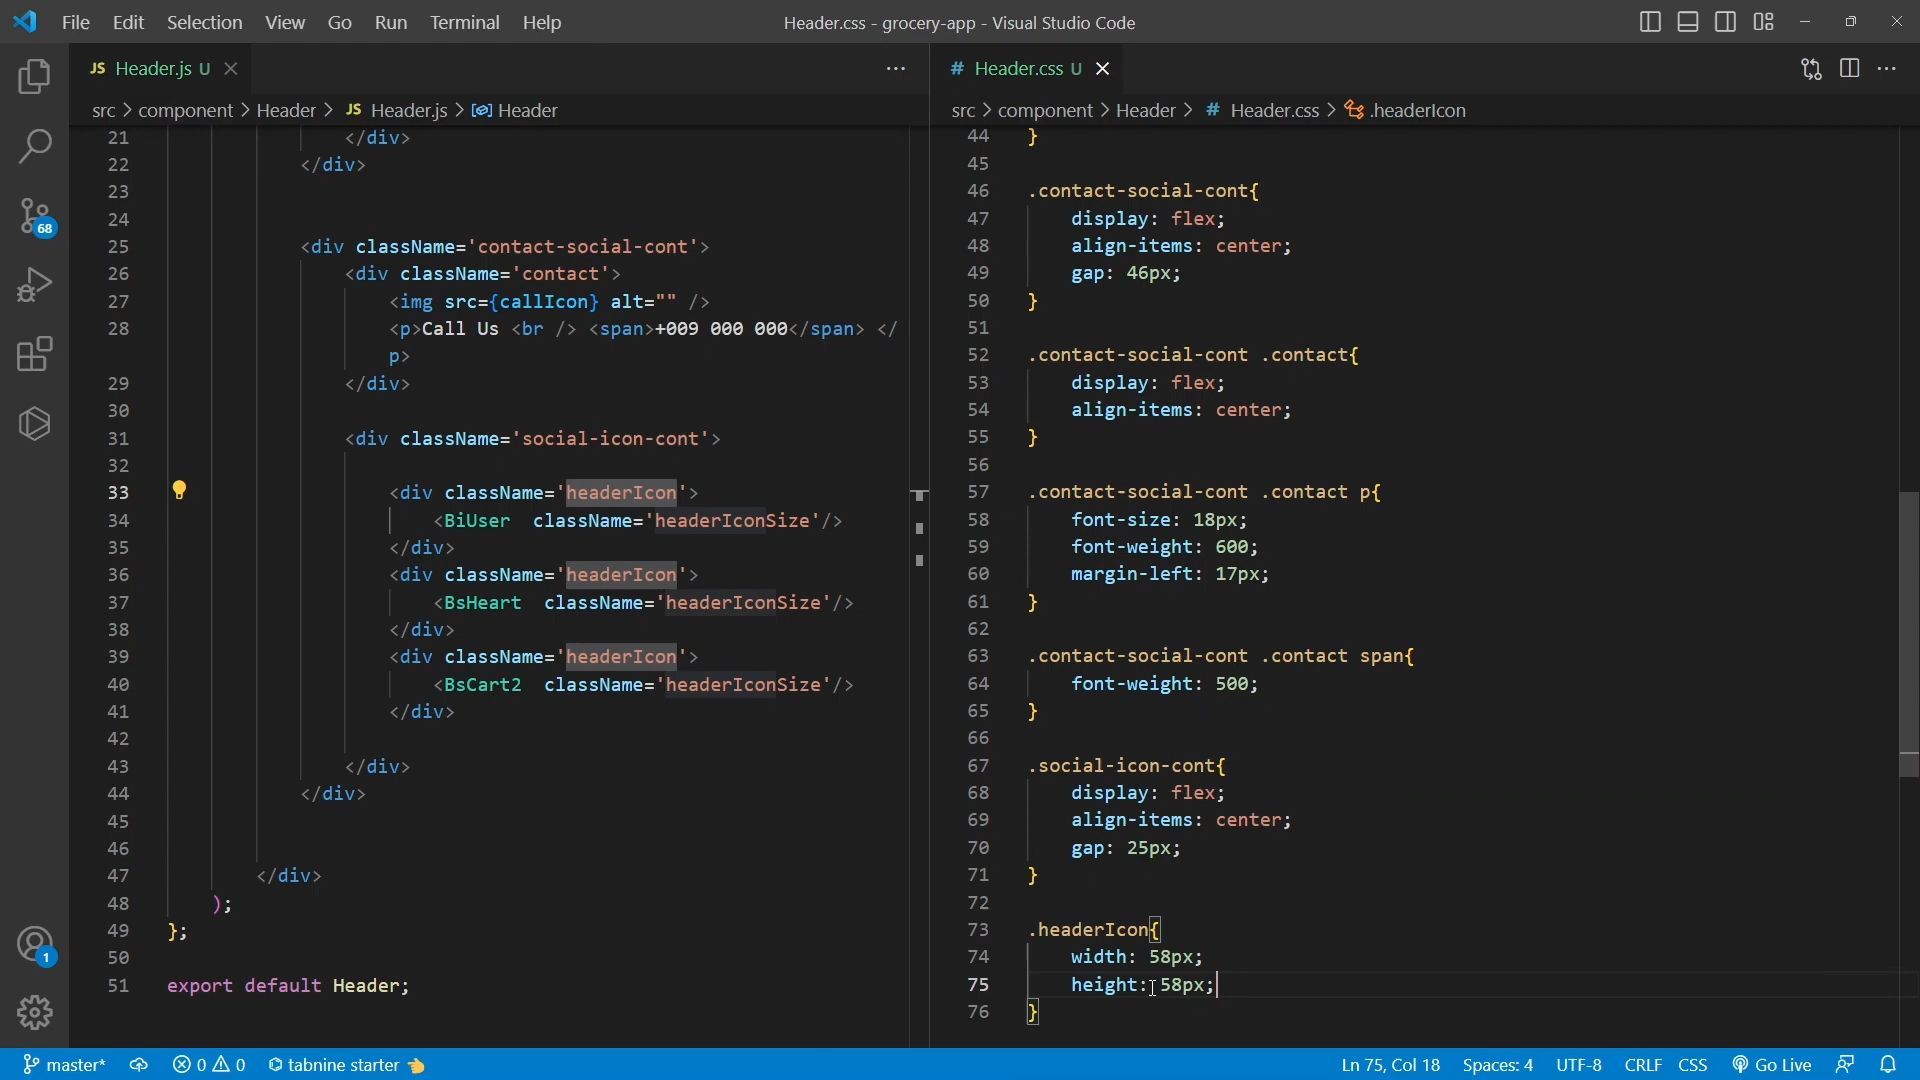 File Edit Selection View Go Run Terminal Help
Header.css - grocery-app - Visual Studio Code
JS Header.js U
# Header.css U
src > component > Header > JS Header.js > Header
src > component > Header > # Header.css > .headerIcon
21 </div>
22 </div>
23
24
25 <div className='contact-social-cont'>
26 <div className='contact'>
27 <img src={callIcon} alt="" />
28 <p>Call Us <br /> <span>+009 000 000</span> </
p>
29 </div>
30
31 <div className='social-icon-cont'>
32
33 <div className='headerIcon'>
34 <BiUser  className='headerIconSize'/>
35 </div>
36 <div className='headerIcon'>
37 <BsHeart  className='headerIconSize'/>
38 </div>
39 <div className='headerIcon'>
40 <BsCart2  className='headerIconSize'/>
41 </div>
42
43 </div>
44 </div>
45
46
47 </div>
48 );
49 };
50
51 export default Header;
44 }
45
46 .contact-social-cont{
47 display: flex;
48 align-items: center;
49 gap: 46px;
50 }
51
52 .contact-social-cont .contact{
53 display: flex;
54 align-items: center;
55 }
56
57 .contact-social-cont .contact p{
58 font-size: 18px;
59 font-weight: 600;
60 margin-left: 17px;
61 }
62
63 .contact-social-cont .contact span{
64 font-weight: 500;
65 }
66
67 .social-icon-cont{
68 display: flex;
69 align-items: center;
70 gap: 25px;
71 }
72
73 .headerIcon{
74 width: 58px;
75 height: 58px;
76 }
68
1
master* 0 0 tabnine starter Ln 75, Col 18 Spaces: 4 UTF-8 CRLF CSS Go Live